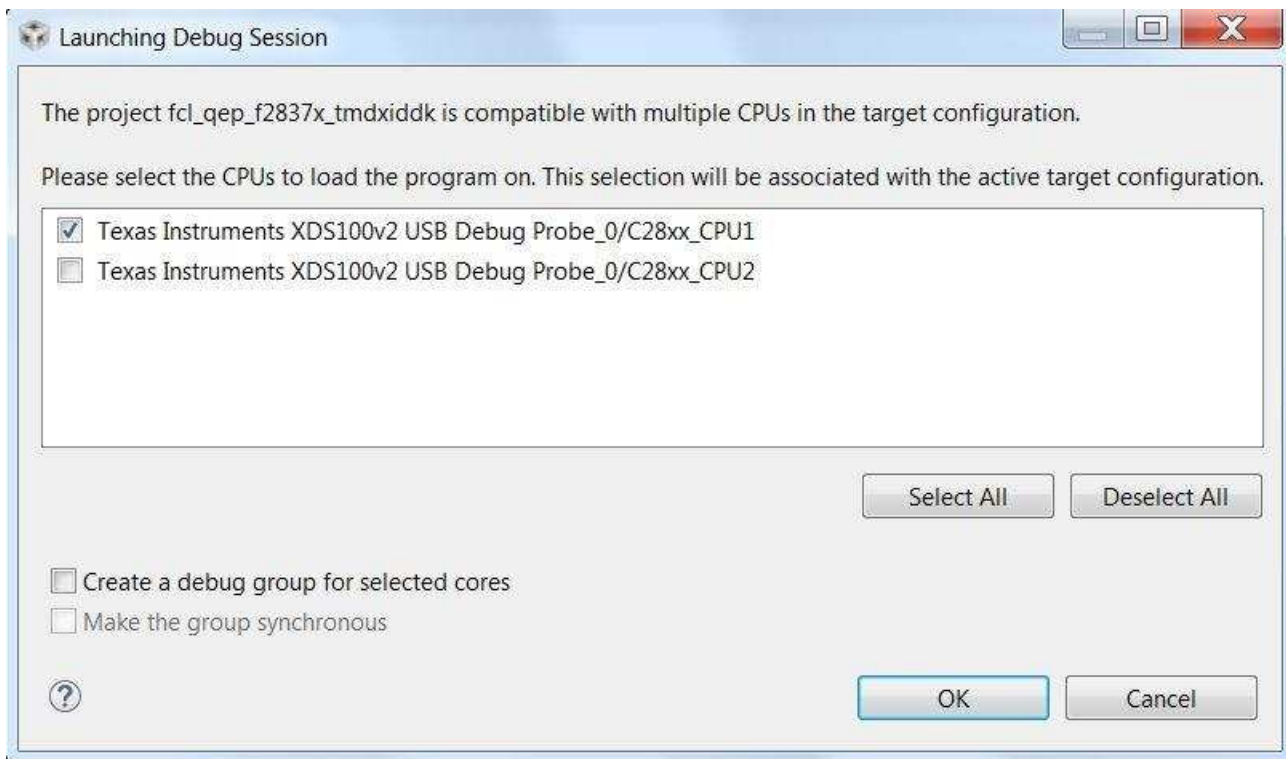 Launching Debug Session
The project fcl_qep_f2837x_tmdxiddk is compatible with multiple CPUs in the target configuration.
Please select the CPUs to load the program on. This selection will be associated with the active target configuration.
Texas Instruments XDS100v2 USB Debug Probe_0/C28xx_CPU1
Texas Instruments XDS100v2 USB Debug Probe_0/C28xx_CPU2
Select All Deselect All
Create a debug group for selected cores
Make the group synchronous
? OK Cancel